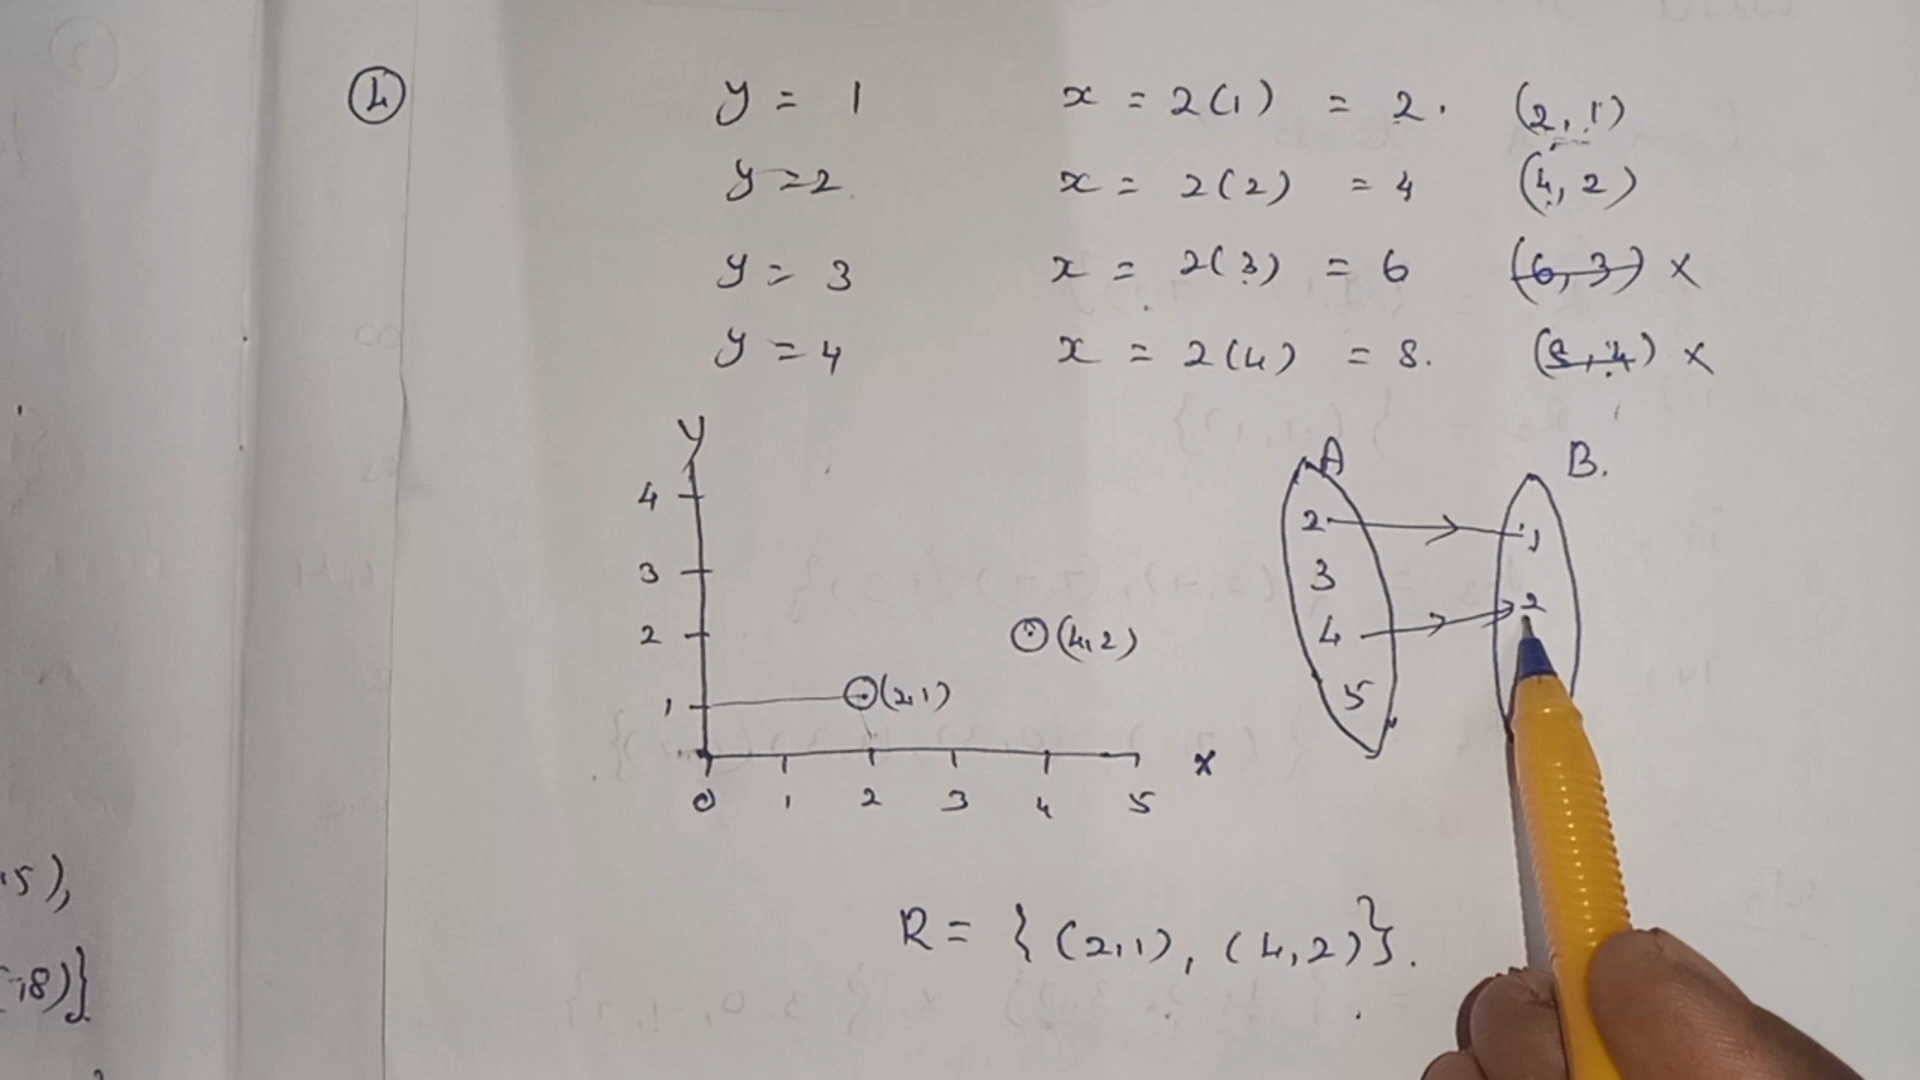 4
y = 1 x = 2(1) = 2. (2, 1)
y = 2 x = 2(2) = 4 (4, 2)
y = 3 x = 2(3) = 6 (6, 3) ×
y = 4 x = 2(4) = 8. (8, 4) ×
y
4
3
2
1
0 1 2 3 4 5 x
(4,2)
(2,1)
A B.
2 1
3 2
4
5
R = { (2,1), (4,2)}.
5),
8)}